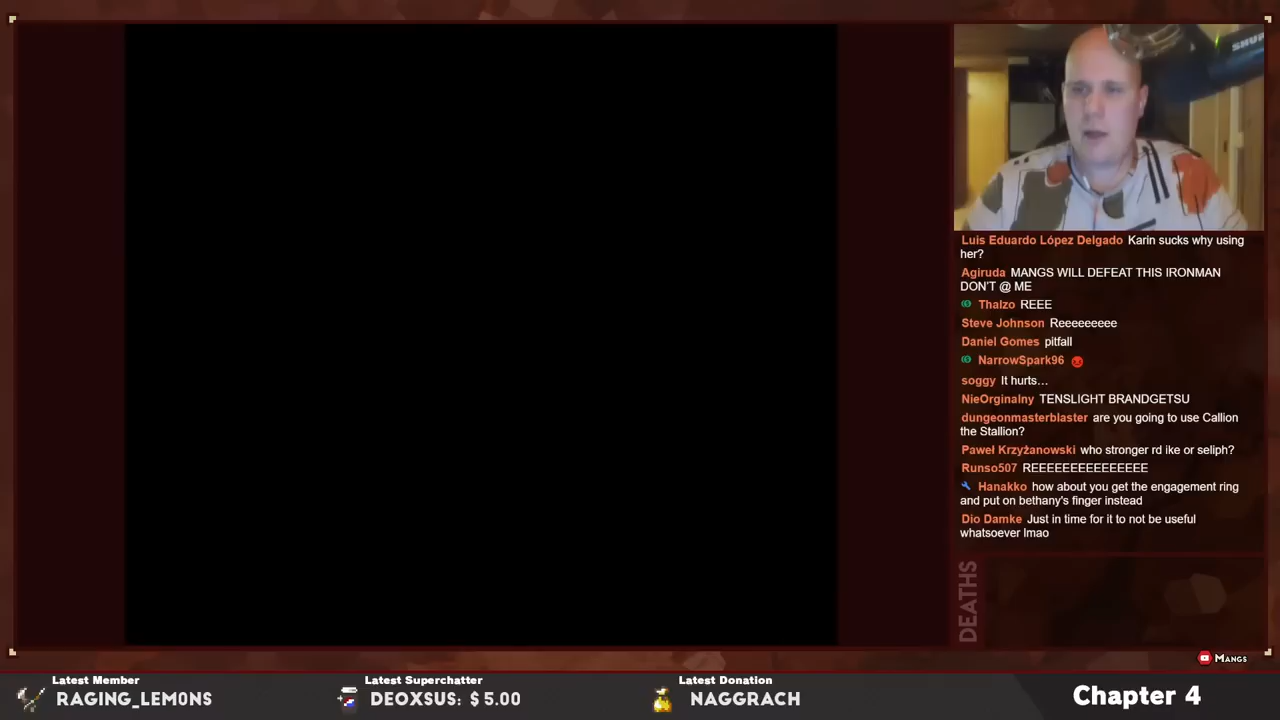 SHUR
Luis Eduardo López Delgado Karin sucks why using
her?
Agiruda MANGS WILL DEFEAT THIS IRONMAN
DON'T @ ME
Thalzo REEE
Steve Johnson Reeeeeeeee
Daniel Gomes pitfall
NarrowSpark96
soggy It hurts…
NieOrginalny TENSLIGHT BRANDGETSU
dungeonmasterblaster are you going to use Callion
the Stallion?
Paweł Krzyżanowski who stronger rd ike or seliph?
Runso507 REEEEEEEEEEEEEEE
Hanakko how about you get the engagement ring
and put on bethany's finger instead
Dio Damke Just in time for it to not be useful
whatsoever lmao
DEATHS
MANGS
Latest Member
RAGING_LEM0NS
Latest Superchatter
DEOXSUS: $5.00
Latest Donation
NAGGRACH
Chapter 4